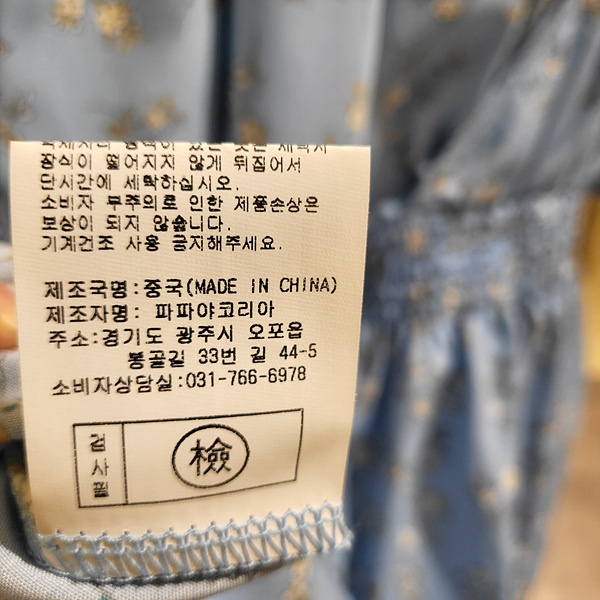 장식이 떨어지지 않게 뒤집어서
단시간에 세탁하십시오.
소비자 부주의로 인한 제품손상은
보상이 되지 않습니다.
기계건조 사용 금지해주세요.
제조국명:중국(MADE IN CHINA)
제조자명: 파파야코리아
주소:경기도 광주시 오포읍
봉골길 33번 길 44-5
소비자상담실:031-766-6978
검사필
檢